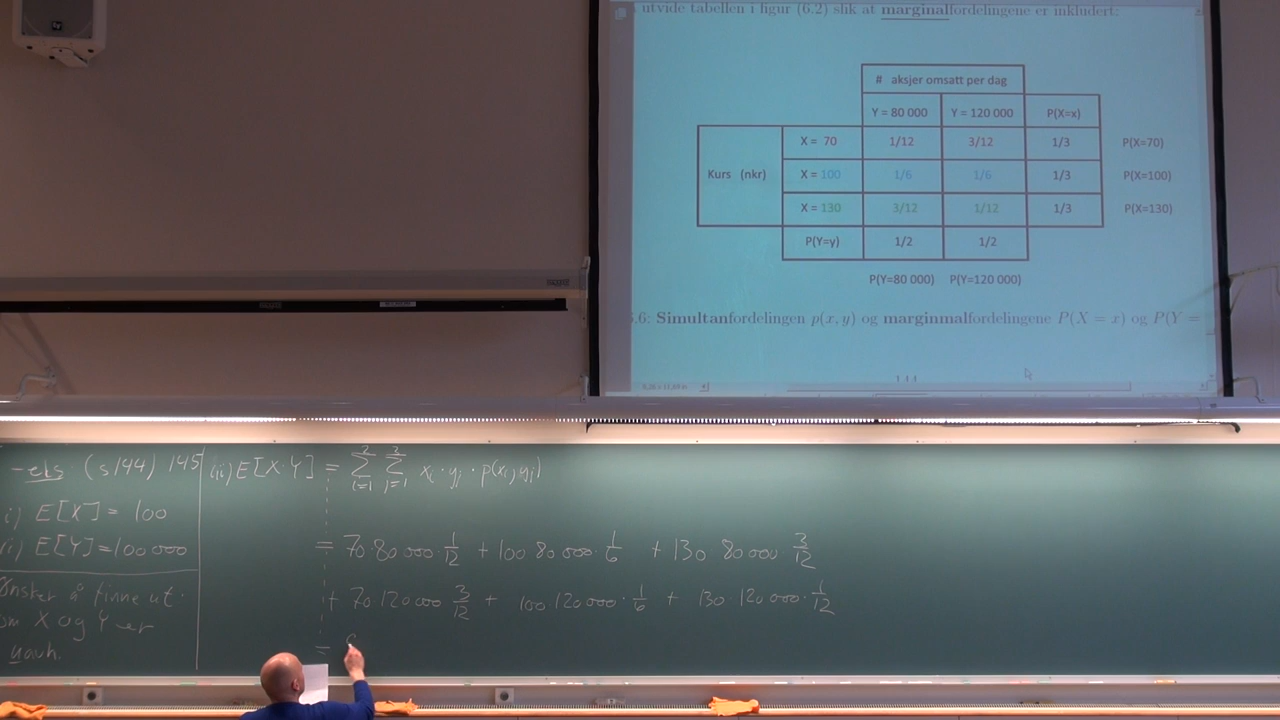 utvide tabellen i figur (6.2) slik at marginalfordelingene er inkludert:
# aksjer omsatt per dag
Y = 80 000 Y = 120 000 P(X=x)
X = 70 1/12 3/12 1/3 P(X=70)
Kurs (nkr) X = 100 1/6 1/6 1/3 P(X=100)
X = 130 3/12 1/12 1/3 P(X=130)
P(Y=y) 1/2 1/2
P(Y=80 000) P(Y=120 000)
.6: Simultanfordelingen p(x, y) og marginmalfordelingene P(X = x) og P(Y =
- eks (s144) 145
i) E[X] = 100
ii) E[Y] = 100 000
Ønsker å finne ut
om X og Y er
uavh.
iii) E[X·Y] = ∑ ∑ xᵢ · yⱼ · p(xᵢ, yⱼ)
= 70·80 000·1/12 + 100·80 000·1/6 + 130·80 000·3/12
+ 70·120 000·3/12 + 100·120 000·1/6 + 130·120 000·1/12
=